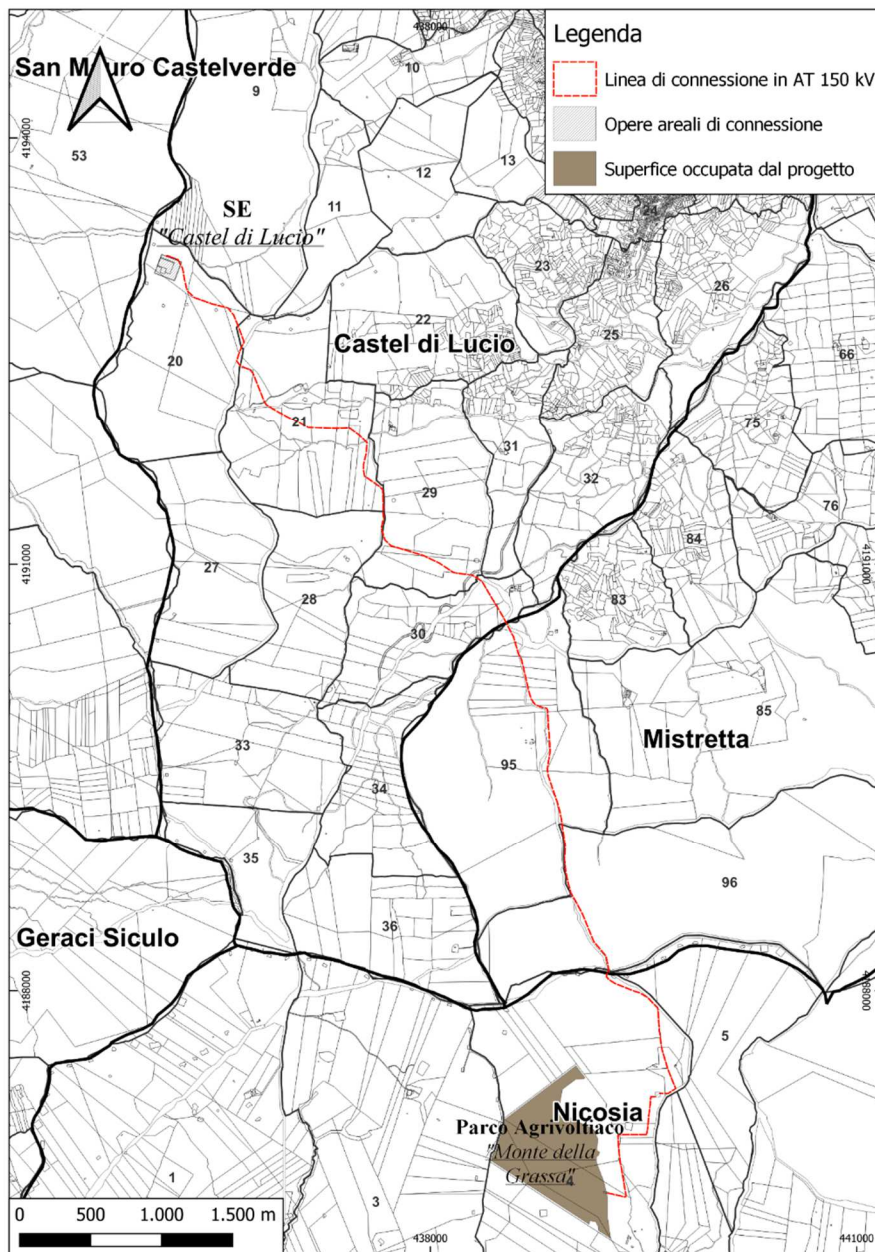 438000
Legenda
Linea di connessione in AT 150 kV
Opere areali di connessione
Superfice occupata dal progetto
San Mauro Castelverde
10
9
4194000
53
12
13
11
24
SE
"Castel di Lucio"
23
26
22
25
Castel di Lucio
20
66
21
75
31
29
32
76
84
4191000
27
28
83
30
85
Mistretta
33
95
34
35
96
36
Geraci Siculo
4188000
4188000
5
Nicosia
Parco Agrivoltiaco
"Monte della
Grassa"
4
1
3
0 500 1.000 1.500 m
438000
441000